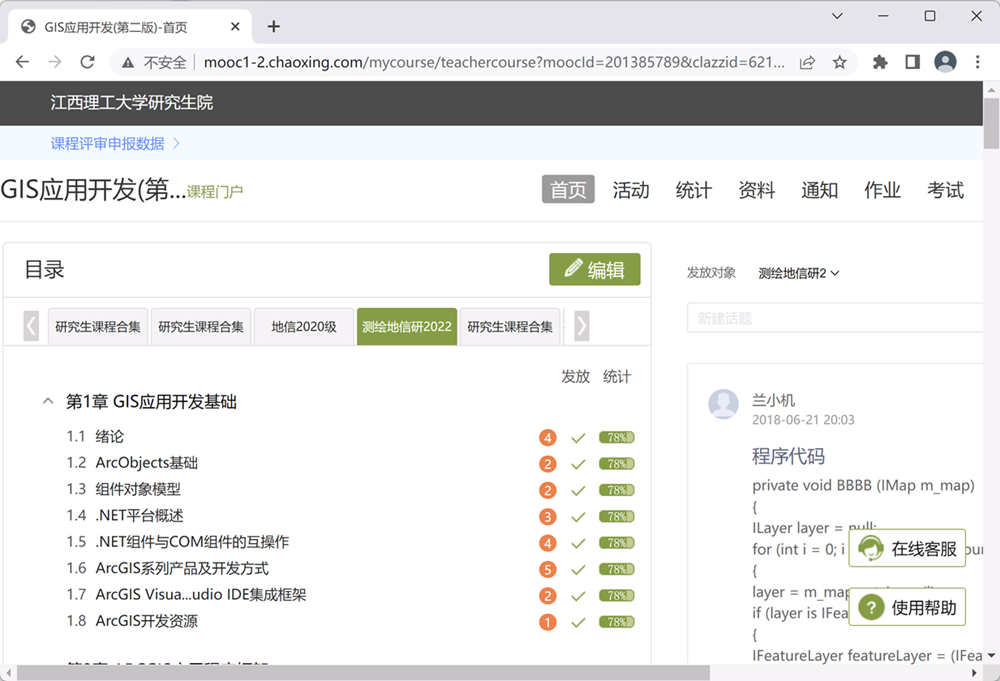 GIS应用开发(第二版)-首页
不安全 mooc1-2.chaoxing.com/mycourse/teachercourse?moocId=201385789&clazzid=621...
江西理工大学研究生院
课程评审申报数据
GIS应用开发(第...课程门户 首页 活动 统计 资料 通知 作业 考试
目录 编辑
研究生课程合集 研究生课程合集 地信2020级 测绘地信研2022 研究生课程合集
发放 统计
第1章 GIS应用开发基础
1.1 绪论 4 78%
1.2 ArcObjects基础 2 78%
1.3 组件对象模型 2 78%
1.4 .NET平台概述 3 78%
1.5 .NET组件与COM组件的互操作 4 78%
1.6 ArcGIS系列产品及开发方式 5 78%
1.7 ArcGIS Visua...udio IDE集成框架 2 78%
1.8 ArcGIS开发资源 1 78%
发放对象 测绘地信研2
新建话题
兰小机
2018-06-21 20:03
程序代码
private void BBBB (IMap m_map)
{
ILayer layer = null;
for (int i = 0; i
{
layer = m_map
if (layer is IFea
{
IFeatureLayer featureLayer = (IFea
在线客服
使用帮助